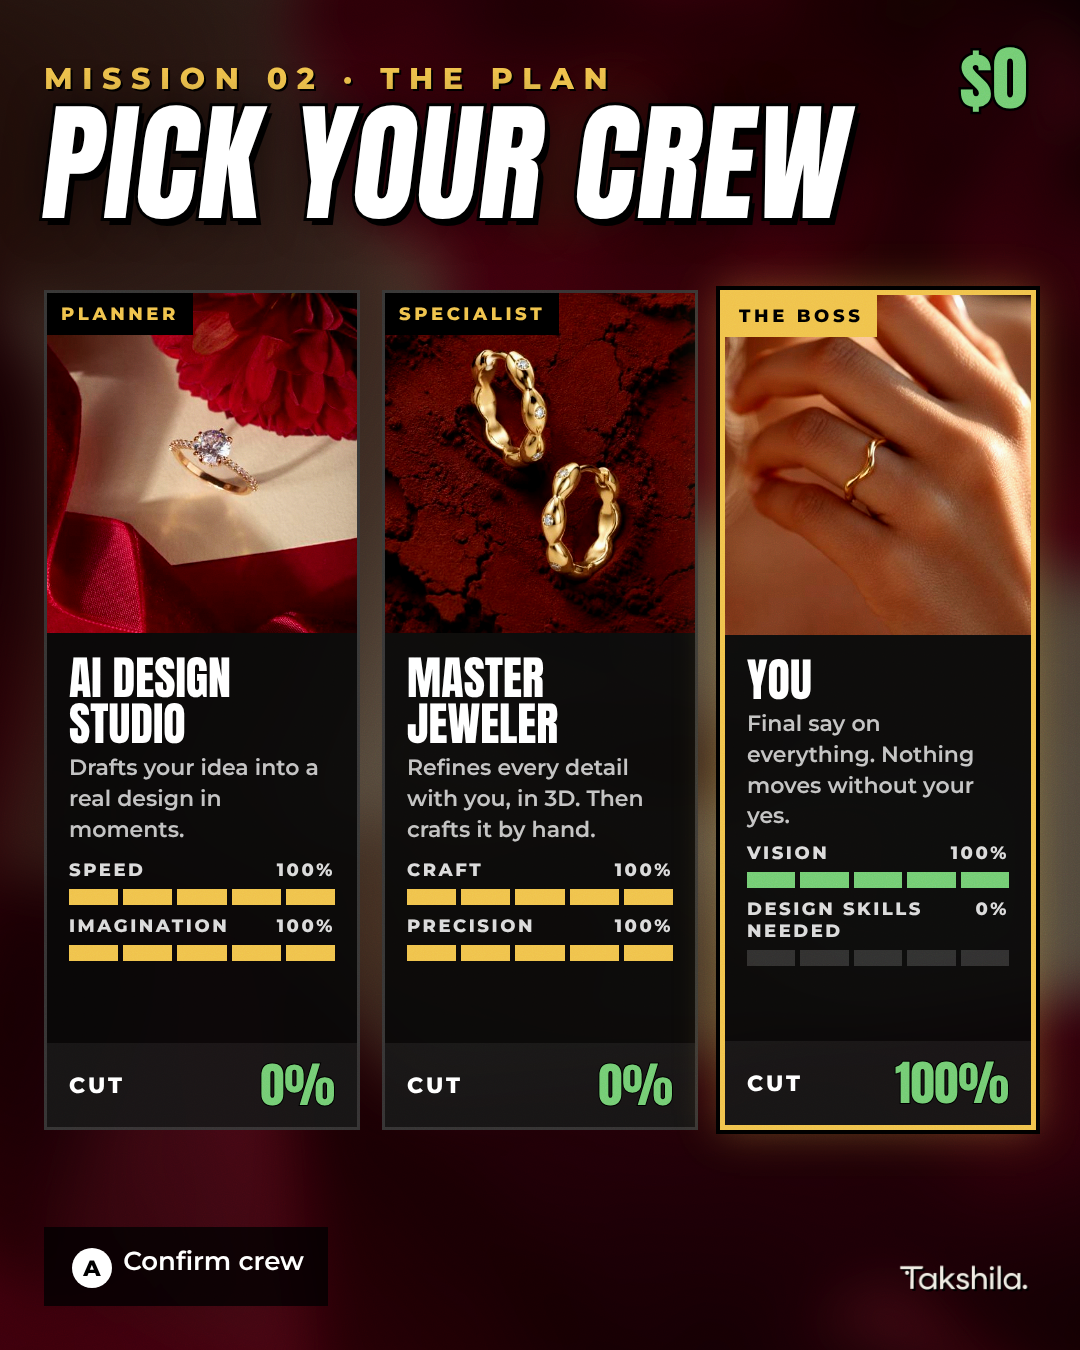 MISSION 02 · THE PLAN
$0
PICK YOUR CREW
PLANNER
AI DESIGN
STUDIO
Drafts your idea into a
real design in
moments.
SPEED 100%
IMAGINATION 100%
CUT 0%
SPECIALIST
MASTER
JEWELER
Refines every detail
with you, in 3D. Then
crafts it by hand.
CRAFT 100%
PRECISION 100%
CUT 0%
THE BOSS
YOU
Final say on
everything. Nothing
moves without your
yes.
VISION 100%
DESIGN SKILLS 0%
NEEDED
CUT 100%
A Confirm crew
Takshila.